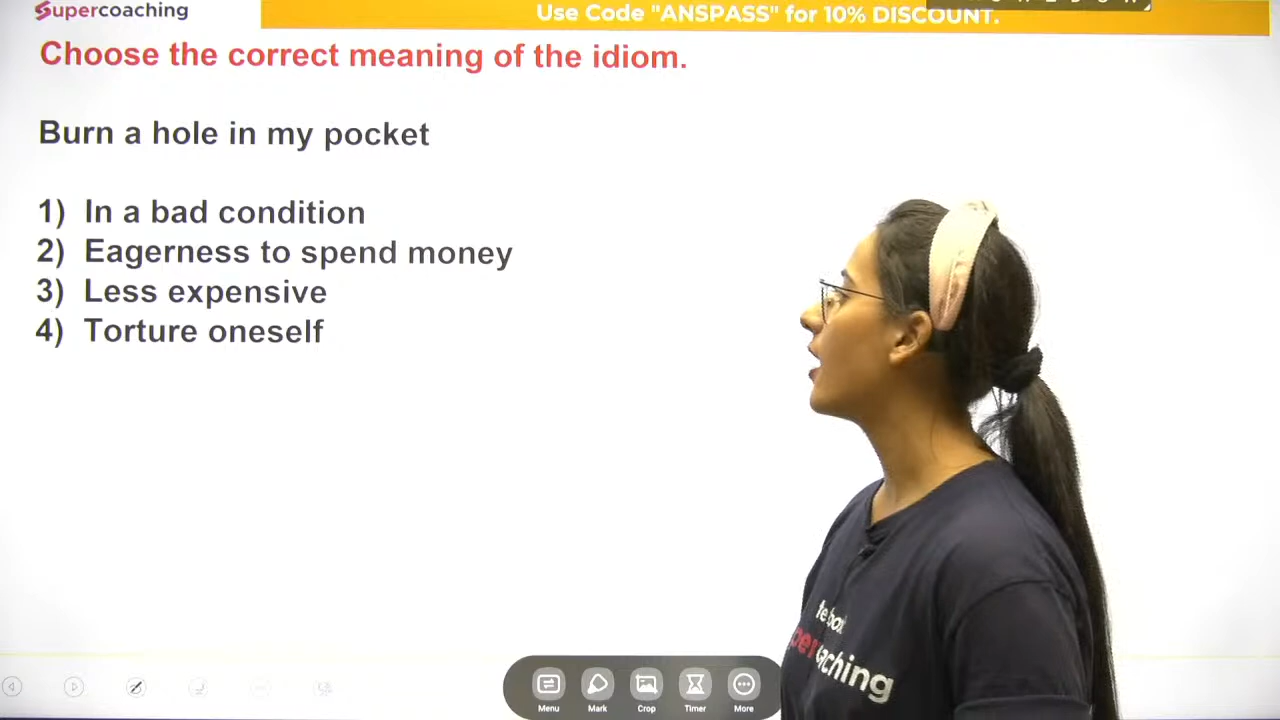 Supercoaching
Use Code "ANSPASS" for 10% DISCOUNT.
Choose the correct meaning of the idiom.
Burn a hole in my pocket
1) In a bad condition
2) Eagerness to spend money
3) Less expensive
4) Torture oneself
aching
Menu Mark Crop Timer More